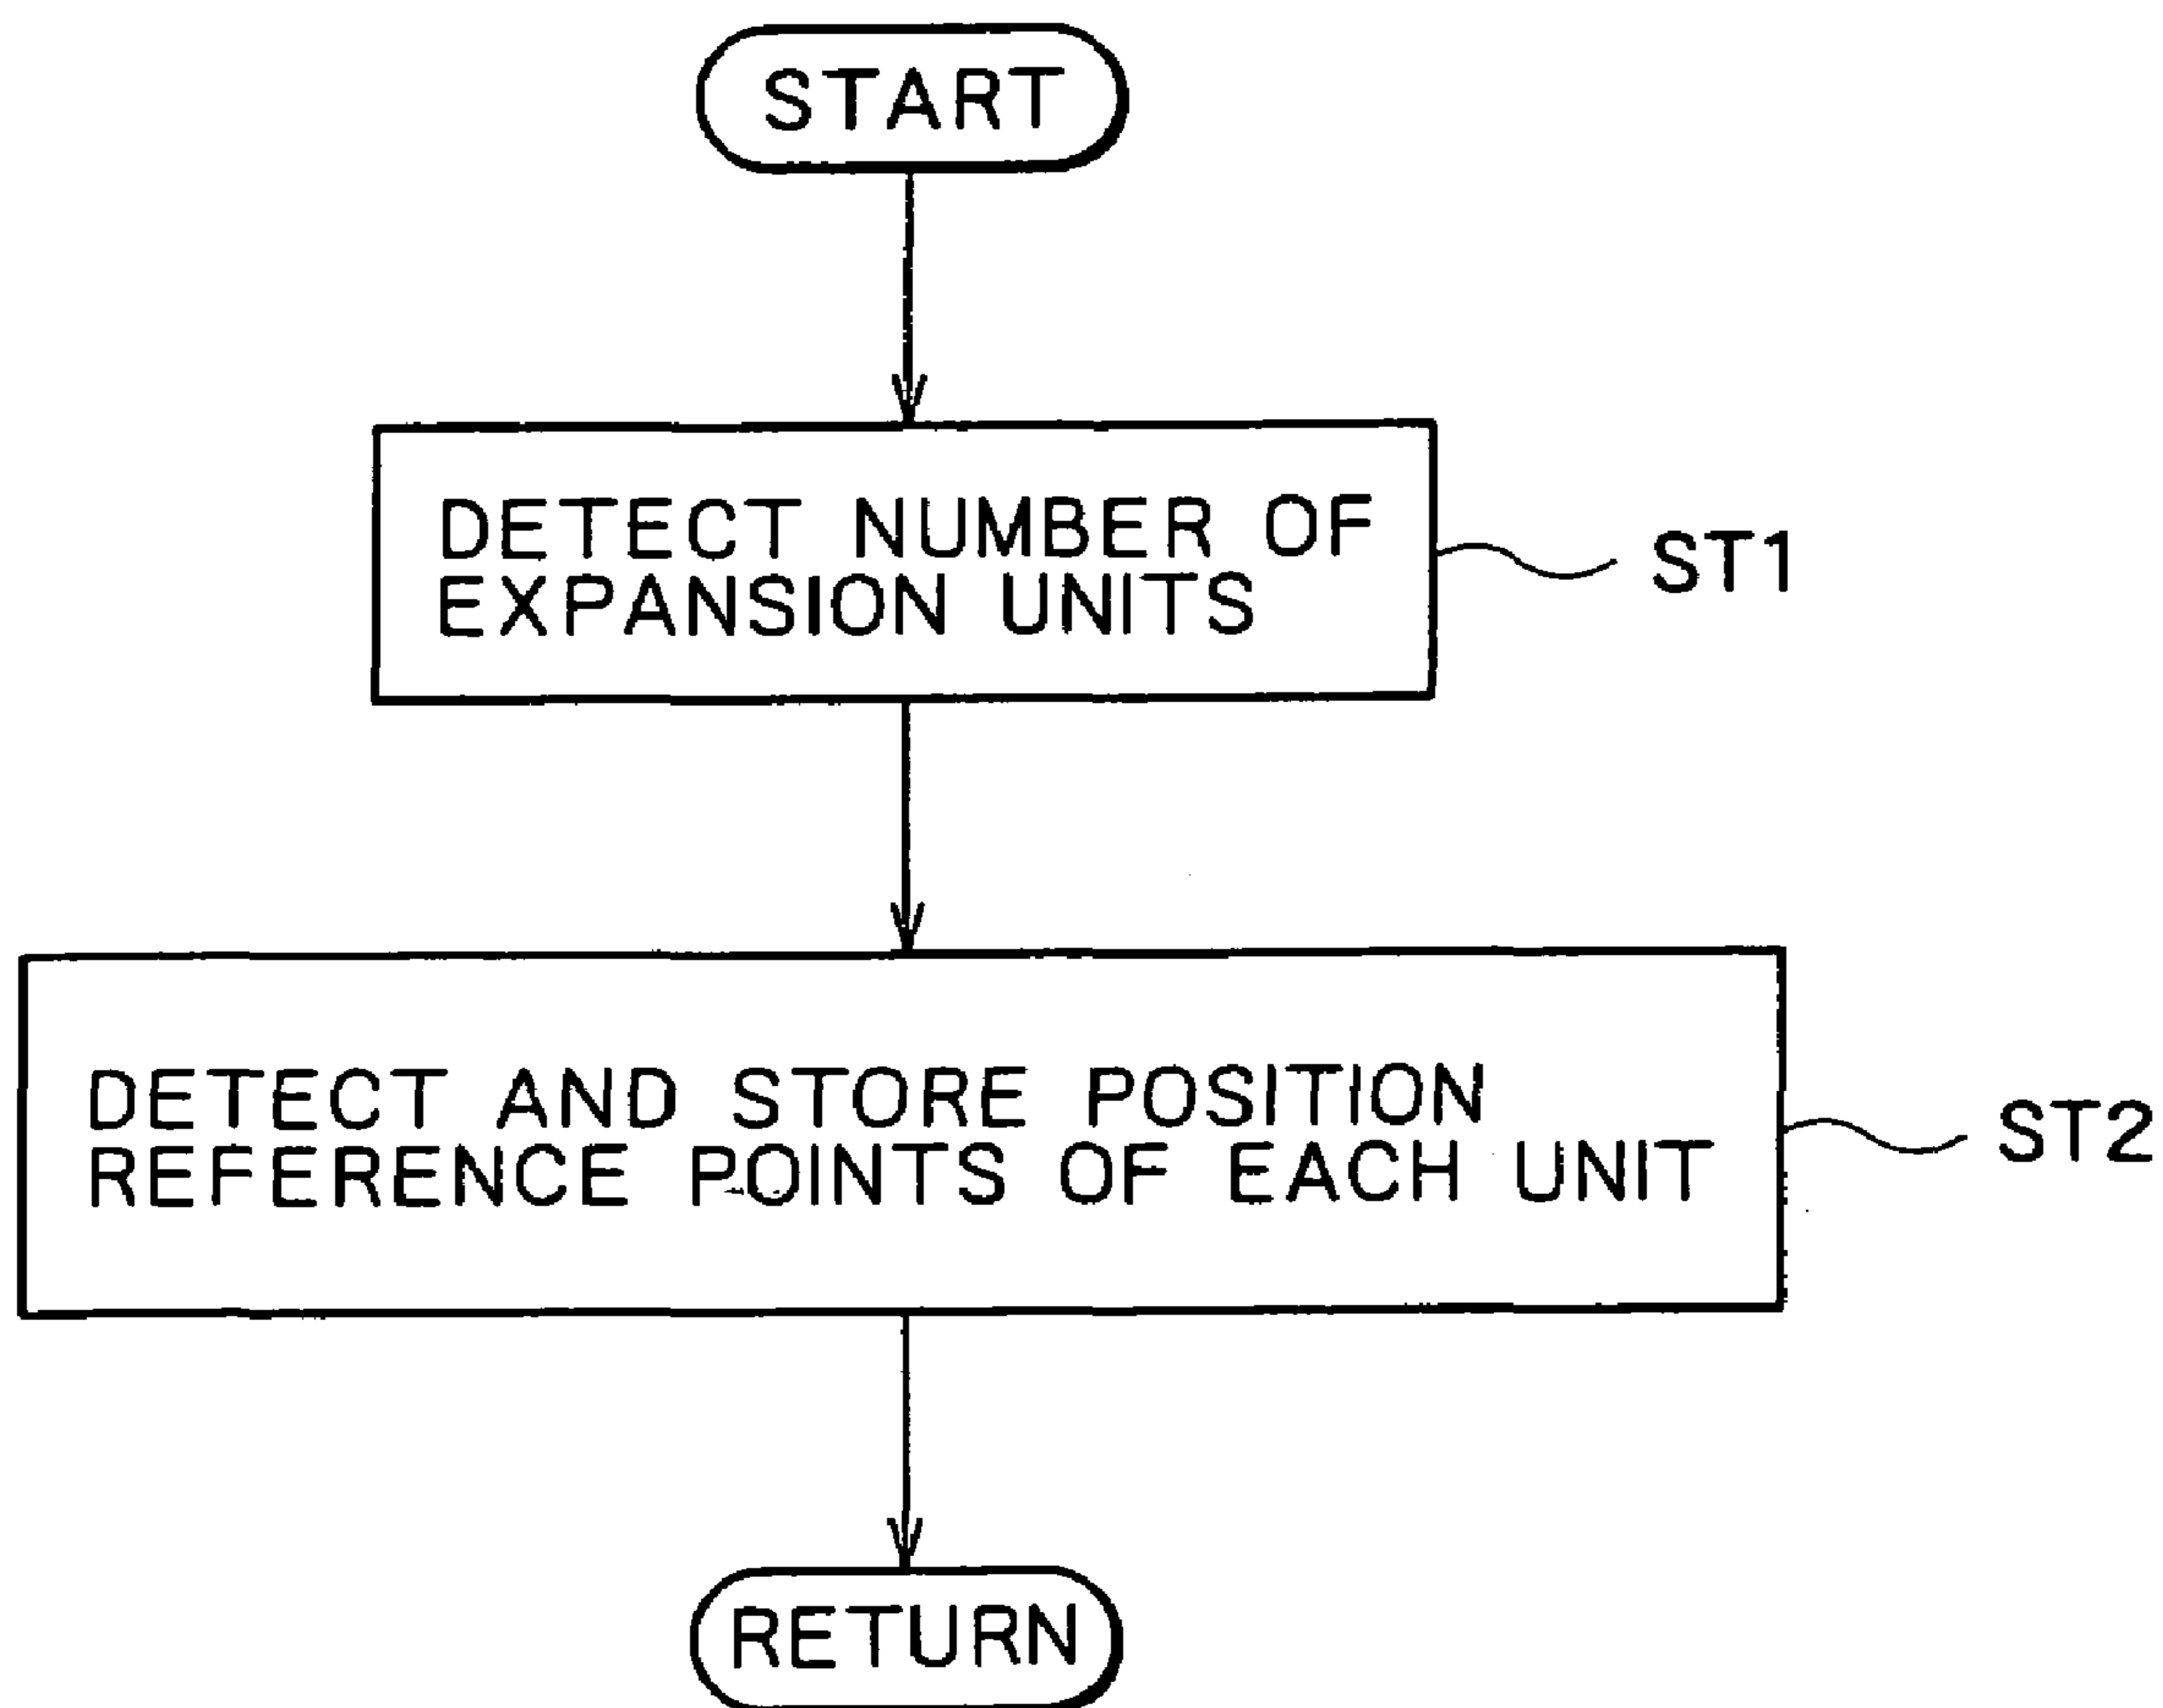 START
DETECT NUMBER OF
EXPANSION UNITS
ST1
DETECT AND STORE POSITION
REFERENCE POINTS OF EACH UNIT
ST2
RETURN